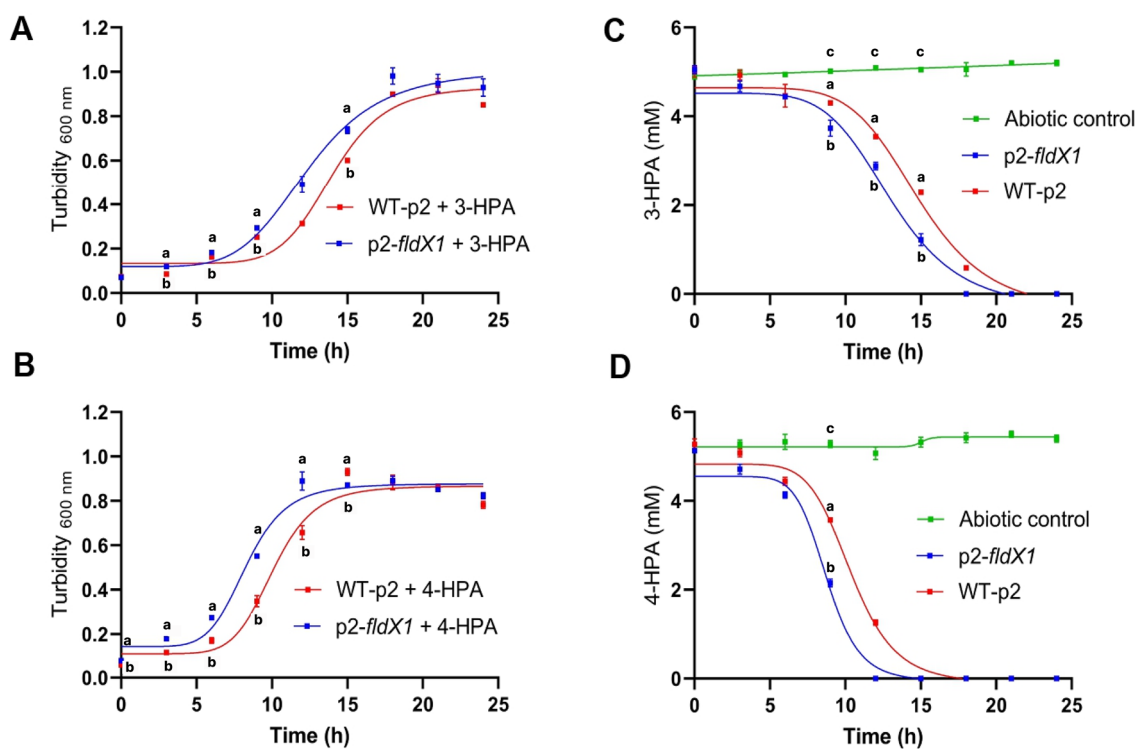 A
1.2
1.0
0.8
0.6
0.4
0.2
0.0
Turbidity 600 nm
a
a
a
a
b
b
b
b
WT-p2 + 3-HPA
p2-fldX1 + 3-HPA
0 5 10 15 20 25
Time (h)
C
6
4
2
0
3-HPA (mM)
c c c
a
a
a
b
b
b
Abiotic control
p2-fldX1
WT-p2
0 5 10 15 20 25
Time (h)
B
1.2
1.0
0.8
0.6
0.4
0.2
0.0
Turbidity 600 nm
a a
a
a
a
a
b
b
b
b b b
WT-p2 + 4-HPA
p2-fldX1 + 4-HPA
0 5 10 15 20 25
Time (h)
D
6
4
2
0
4-HPA (mM)
c
a
b
Abiotic control
p2-fldX1
WT-p2
0 5 10 15 20 25
Time (h)